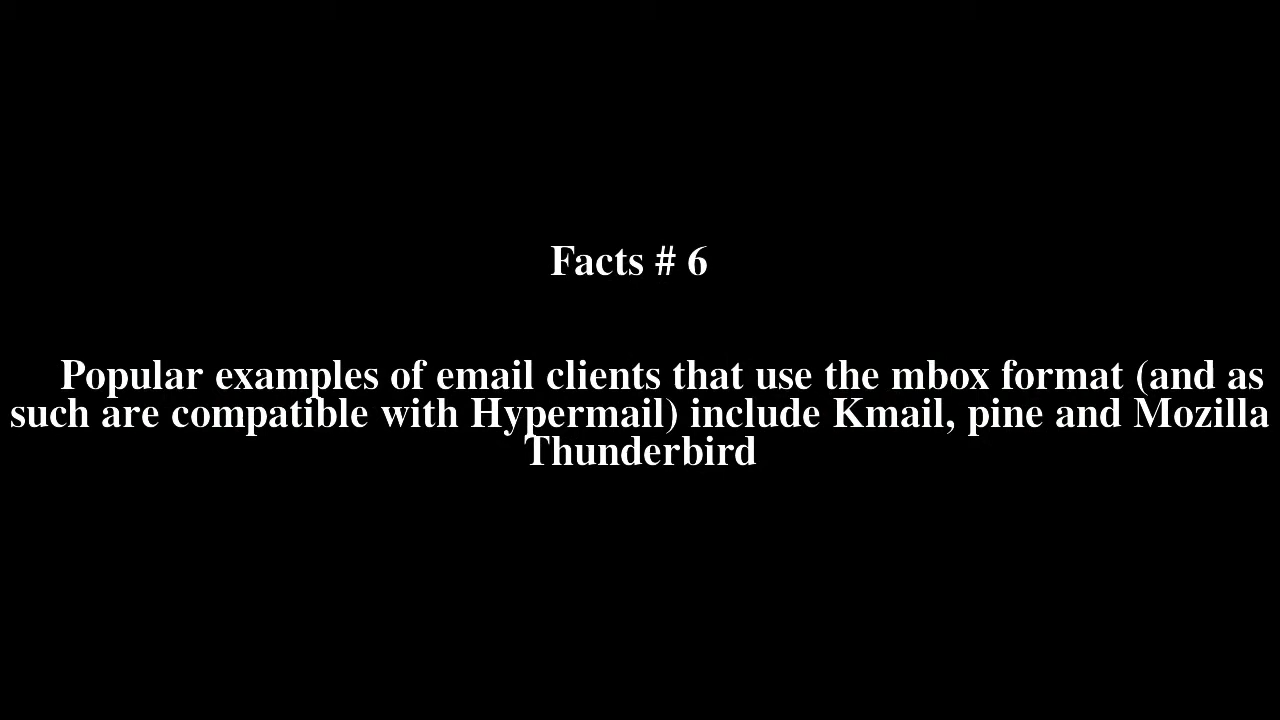 Facts # 6
Popular examples of email clients that use the mbox format (and as
such are compatible with Hypermail) include Kmail, pine and Mozilla
Thunderbird